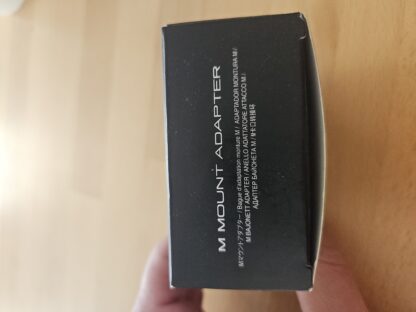 M MOUNT ADAPTER
Mマウントアダプター / Bague d'adaptation monture M / ADAPTADOR MONTURA M /
M BAJONETT ADAPTER / ANELLO ADATTATORE ATTACCO M /
АДАПТЕР БАЙОНЕТА M / M卡口转接环